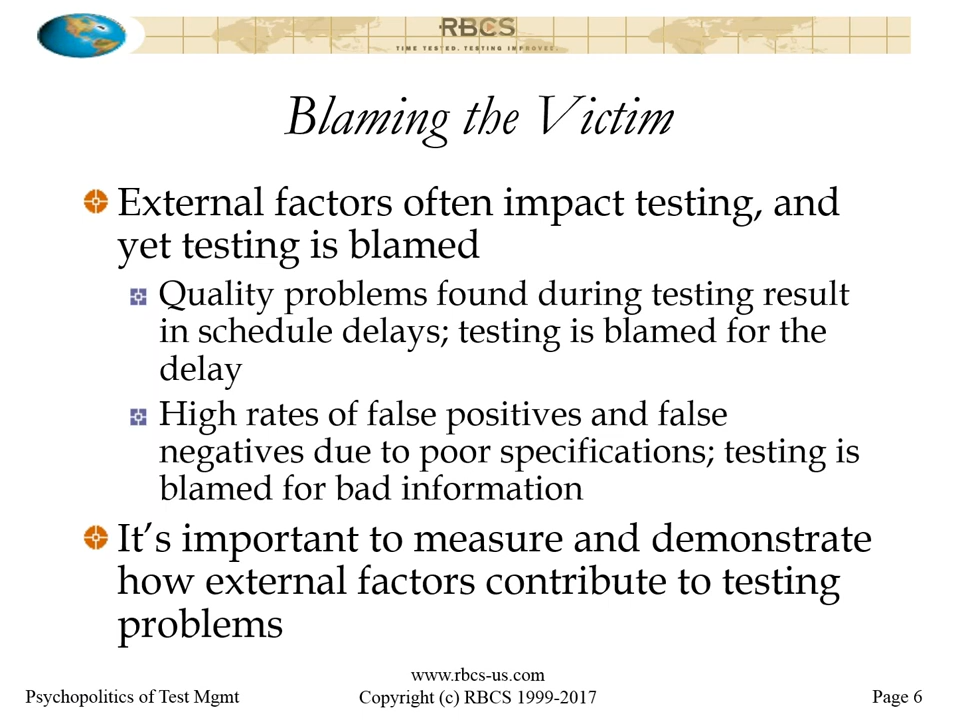 RBCS
TIME TESTED. TESTING IMPROVED.
Blaming the Victim
External factors often impact testing, and
yet testing is blamed
Quality problems found during testing result
in schedule delays; testing is blamed for the
delay
High rates of false positives and false
negatives due to poor specifications; testing is
blamed for bad information
It’s important to measure and demonstrate
how external factors contribute to testing
problems
www.rbcs-us.com
Psychopolitics of Test Mgmt
Copyright (c) RBCS 1999-2017
Page 6